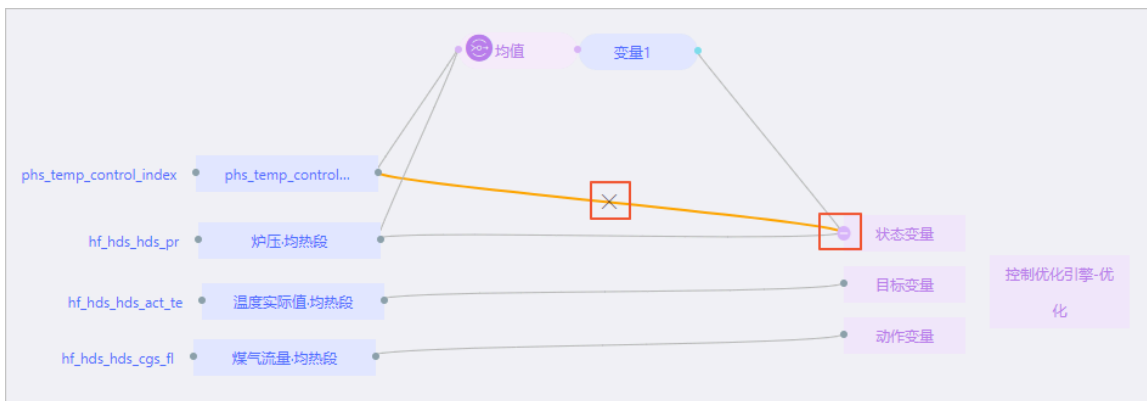 均值
变量1
phs_temp_control_index
phs_temp_control...
hf_hds_hds_pr
炉压·均热段
状态变量
hf_hds_hds_act_te
温度实际值·均热段
目标变量
控制优化引擎-优
化
hf_hds_hds_cgs_fl
煤气流量·均热段
动作变量